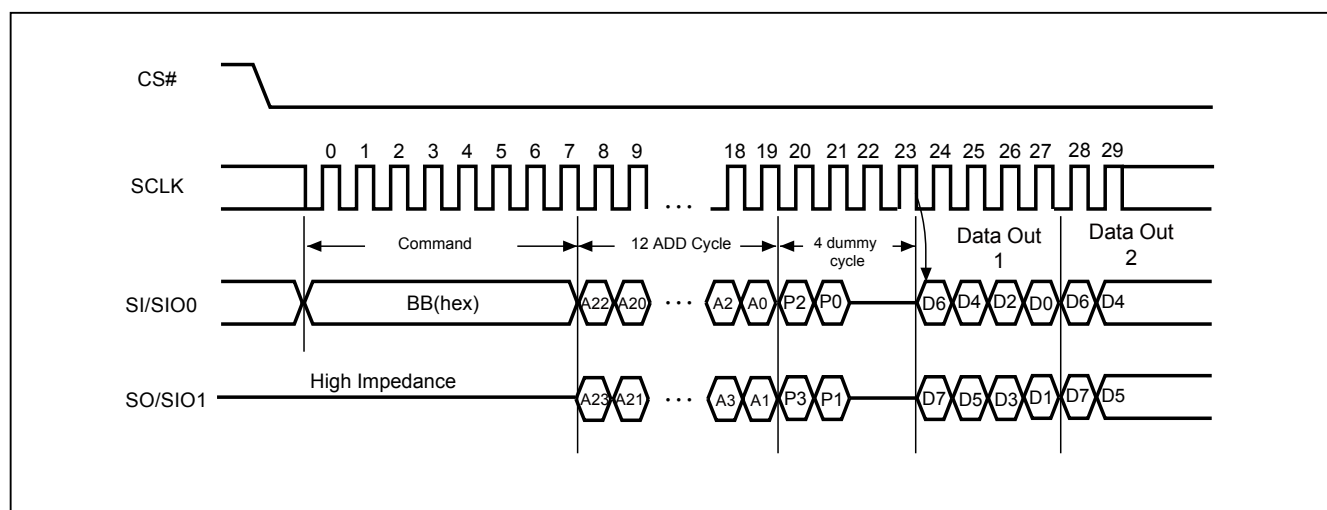 CS#
0 1 2 3 4 5 6 7 8 9 18 19 20 21 22 23 24 25 26 27 28 29
SCLK
...
Command
12 ADD Cycle
4 dummy
cycle
Data Out
1
Data Out
2
SI/SIO0
BB(hex)
A22 A20 ... A2 A0 P2 P0 D6 D4 D2 D0 D6 D4
High Impedance
SO/SIO1
A23 A21 ... A3 A1 P3 P1 D7 D5 D3 D1 D7 D5